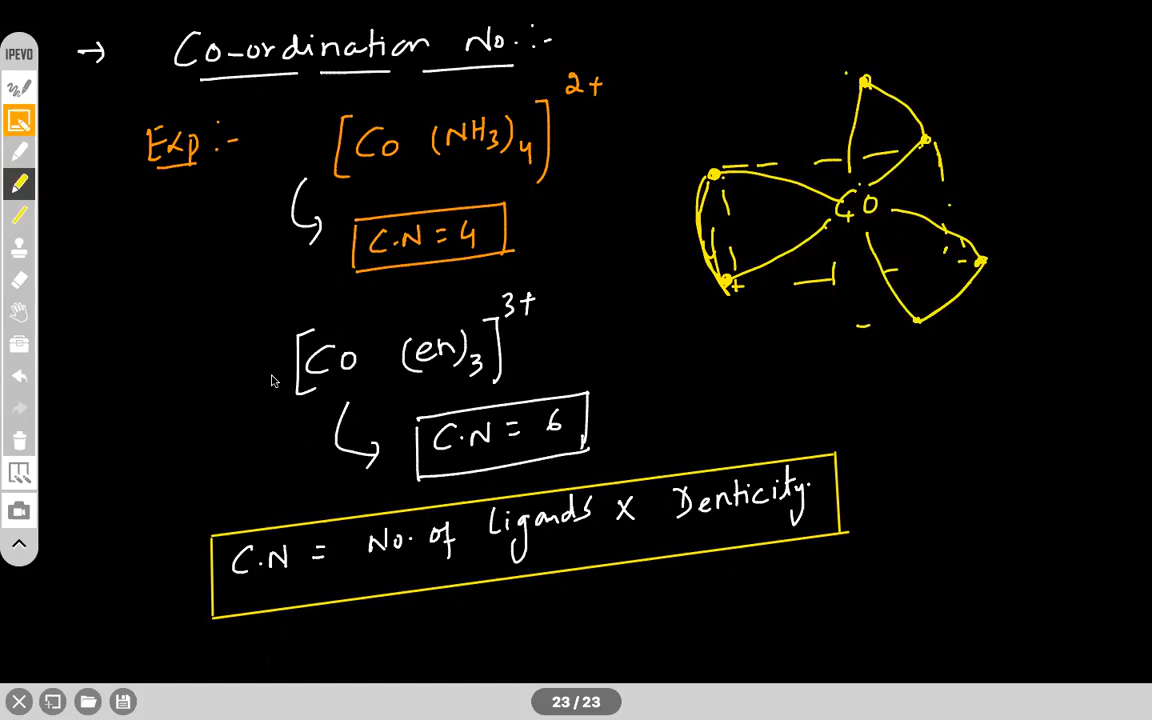 IPEVO
→ Co-ordination No.:-
Exp:- [Co (NH3)4]2+
C.N = 4
Co
[Co (en)3]3+
C.N = 6
C.N = No. of Ligands x Denticity.
23 / 23